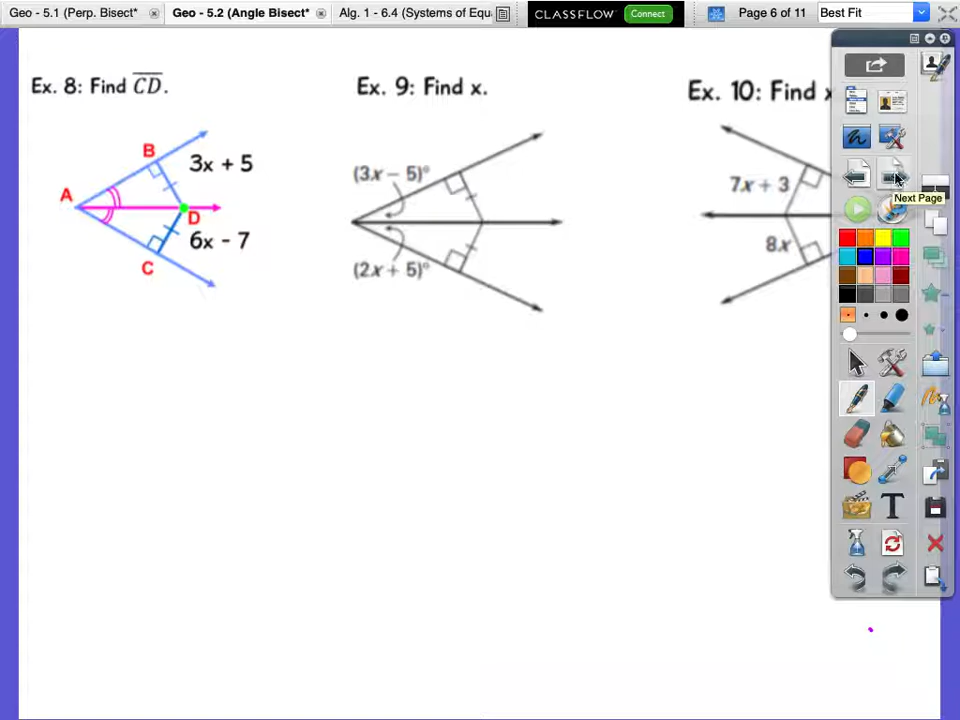 Geo - 5.1 (Perp. Bisect*
Geo - 5.2 (Angle Bisect*
Alg. 1 - 6.4 (Systems of Equa
CLASSFLOW
Connect
Page 6 of 11
Best Fit
Ex. 8: Find CD.
B
3x + 5
A
D
6x - 7
C
Ex. 9: Find x.
(3x − 5)°
(2x + 5)°
Ex. 10: Find x
7x + 3
8x
Next Page
T